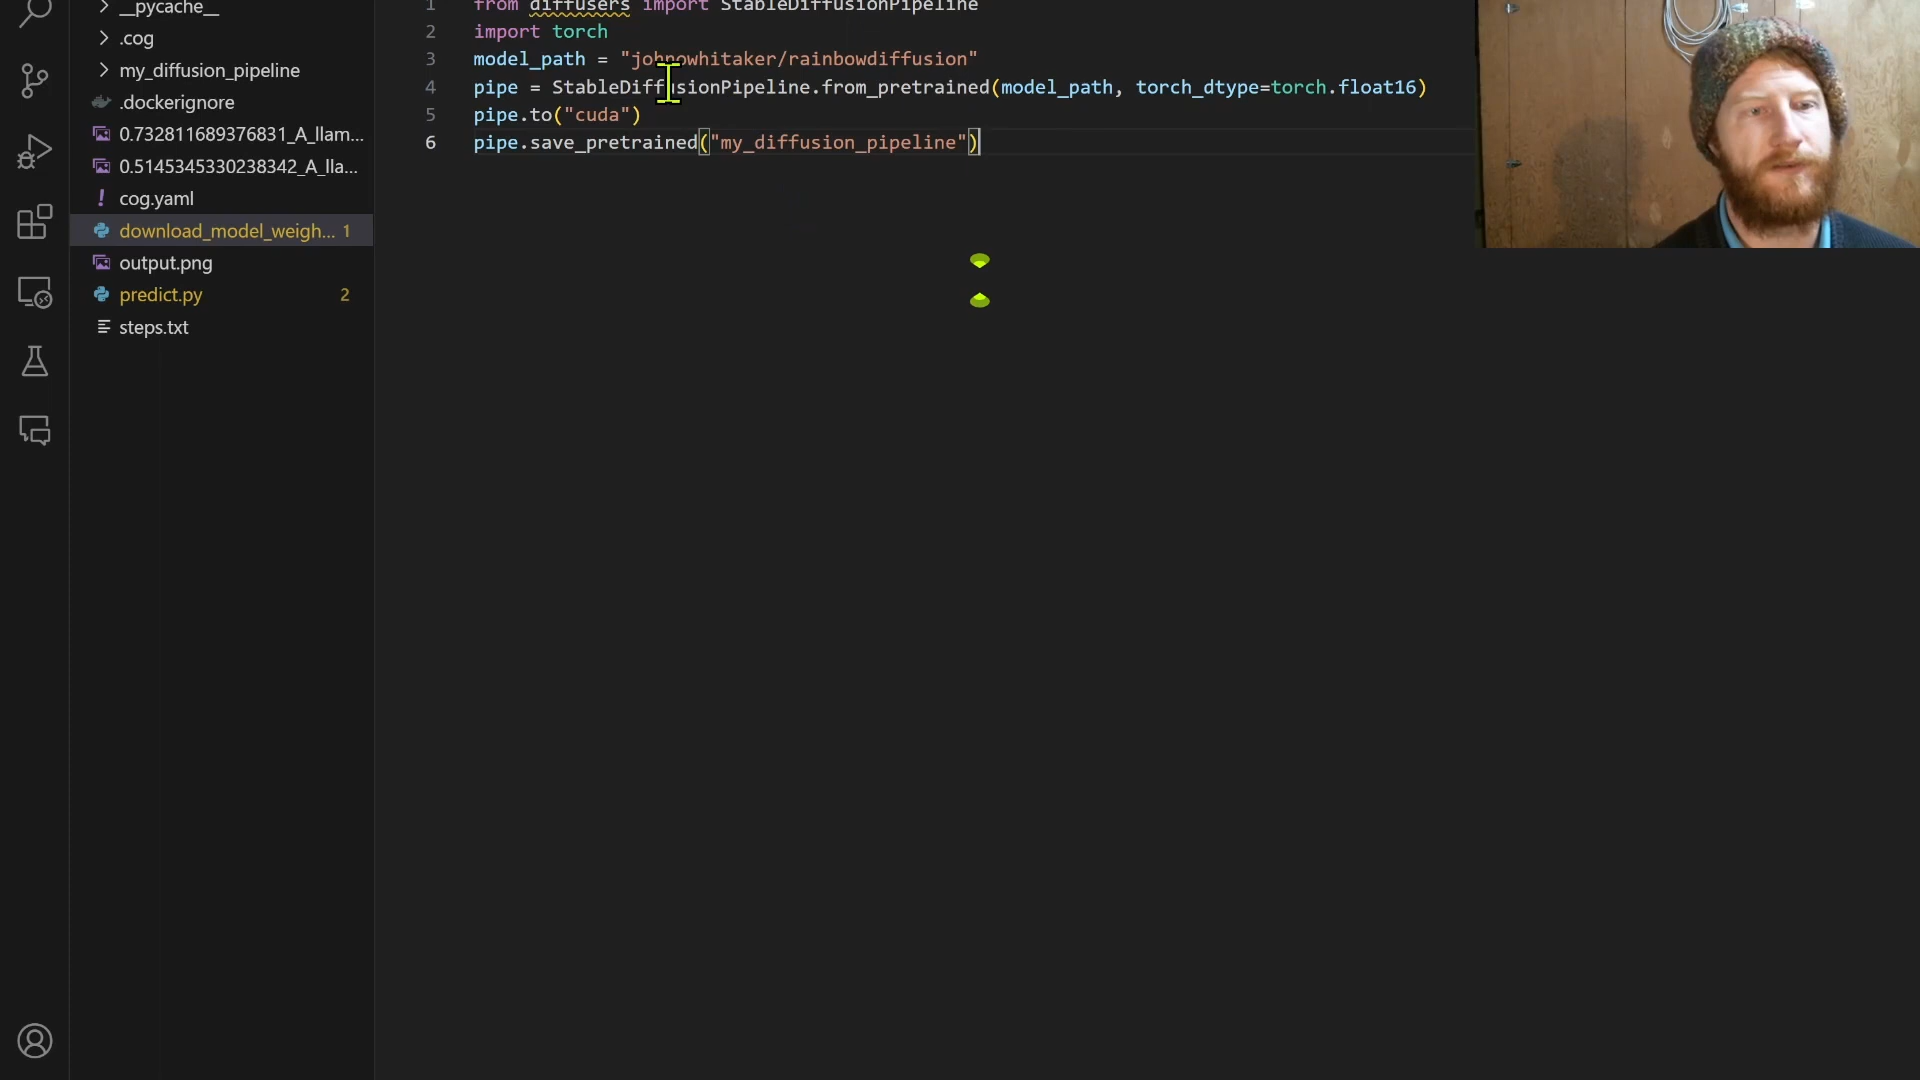 __pycache__
.cog
my_diffusion_pipeline
.dockerignore
0.732811689376831_A_llam...
0.5145345330238342_A_lla...
cog.yaml
download_model_weigh... 1
output.png
predict.py 2
steps.txt
1 from diffusers import StableDiffusionPipeline
2 import torch
3 model_path = "johnowhitaker/rainbowdiffusion"
4 pipe = StableDiffusionPipeline.from_pretrained(model_path, torch_dtype=torch.float16)
5 pipe.to("cuda")
6 pipe.save_pretrained("my_diffusion_pipeline")